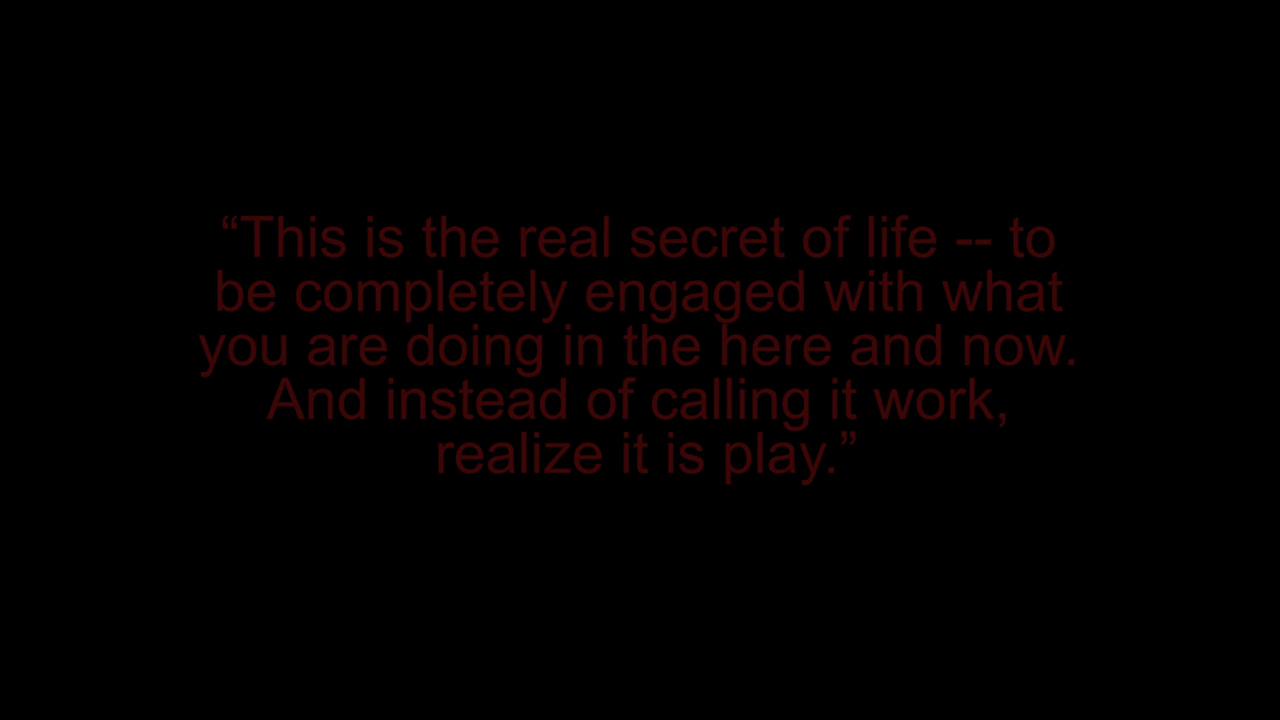 “This is the real secret of life -- to
be completely engaged with what
you are doing in the here and now.
And instead of calling it work,
realize it is play.”